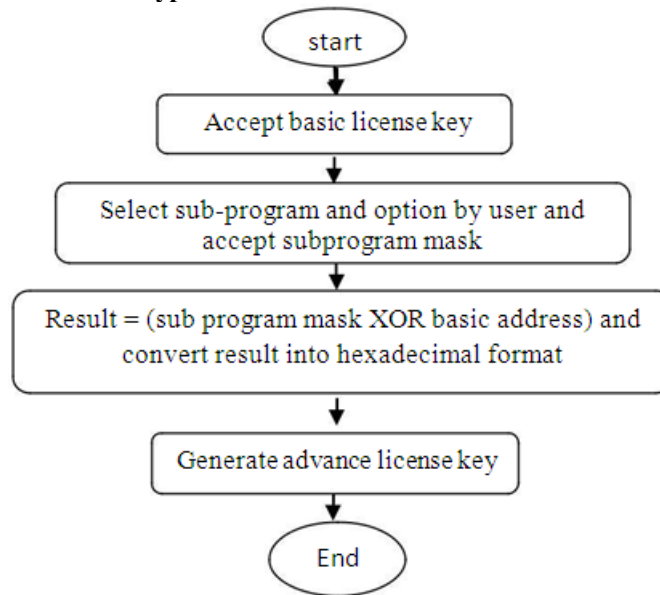 start
Accept basic license key
Select sub-program and option by user and
accept subprogram mask
Result = (sub program mask XOR basic address) and
convert result into hexadecimal format
Generate advance license key
End